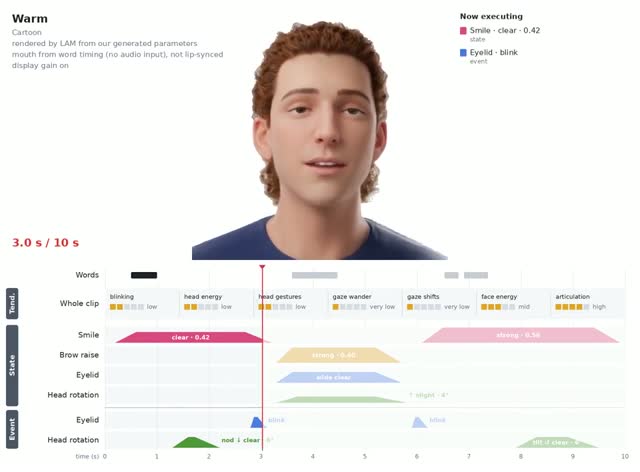 Warm
Cartoon
rendered by LAM from our generated parameters
mouth from word timing (no audio input), not lip-synced
display gain on
Now executing
Smile · clear · 0.42
state
Eyelid · blink
event
3.0 s / 10 s
Words
Tend.
Whole clip
blinking
low
head energy
low
head gestures
low
gaze wander
very low
gaze shifts
very low
face energy
mid
articulation
high
State
Smile
clear · 0.42
strong · 0.56
Brow raise
strong · 0.60
Eyelid
wide clear
Head rotation
↑ slight · 4°
Event
Eyelid
blink
blink
Head rotation
nod ↓ clear · 6°
tilt
clear
time (s)
0 1 2 3 4 5 6 7 8 9 10